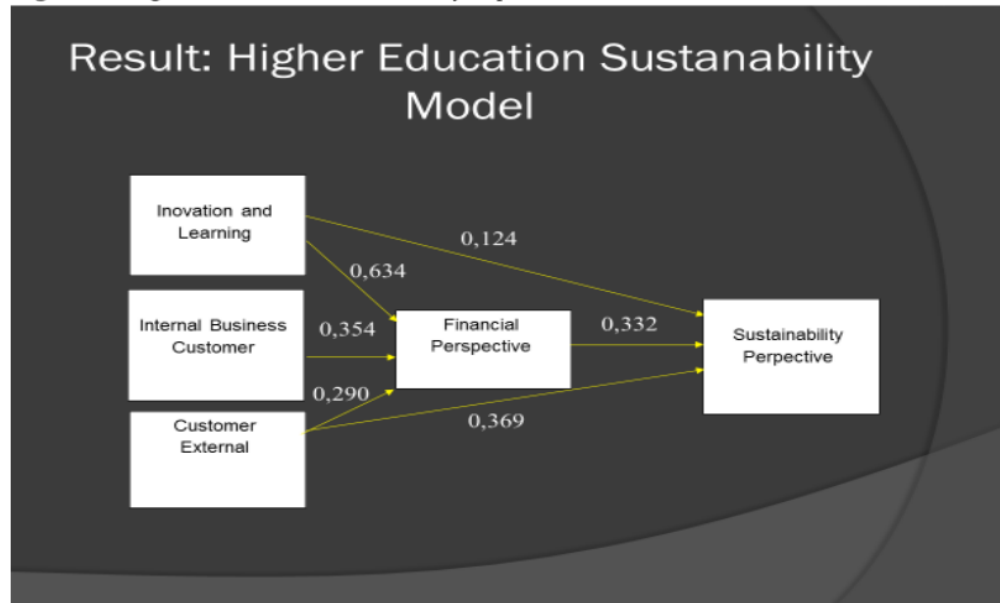 Result: Higher Education Sustanability
Model
Inovation and
Learning
0,124
0,634
Internal Business
Customer
0,354
Financial
Perspective
0,332
Sustainability
Perpective
0,290
Customer
External
0,369